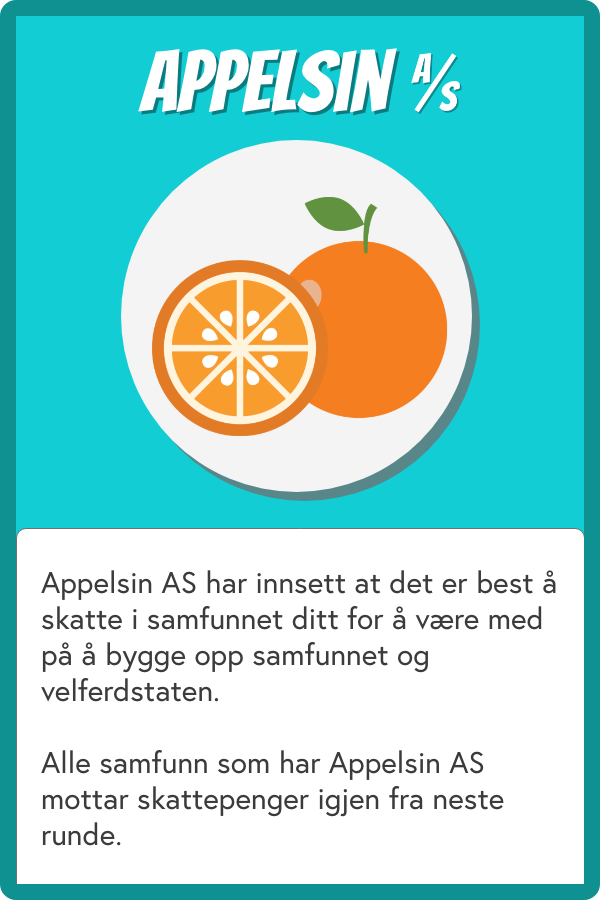 APPELSIN A/S
Appelsin AS har innsett at det er best å
skatte i samfunnet ditt for å være med
på å bygge opp samfunnet og
velferdstaten.
Alle samfunn som har Appelsin AS
mottar skattepenger igjen fra neste
runde.